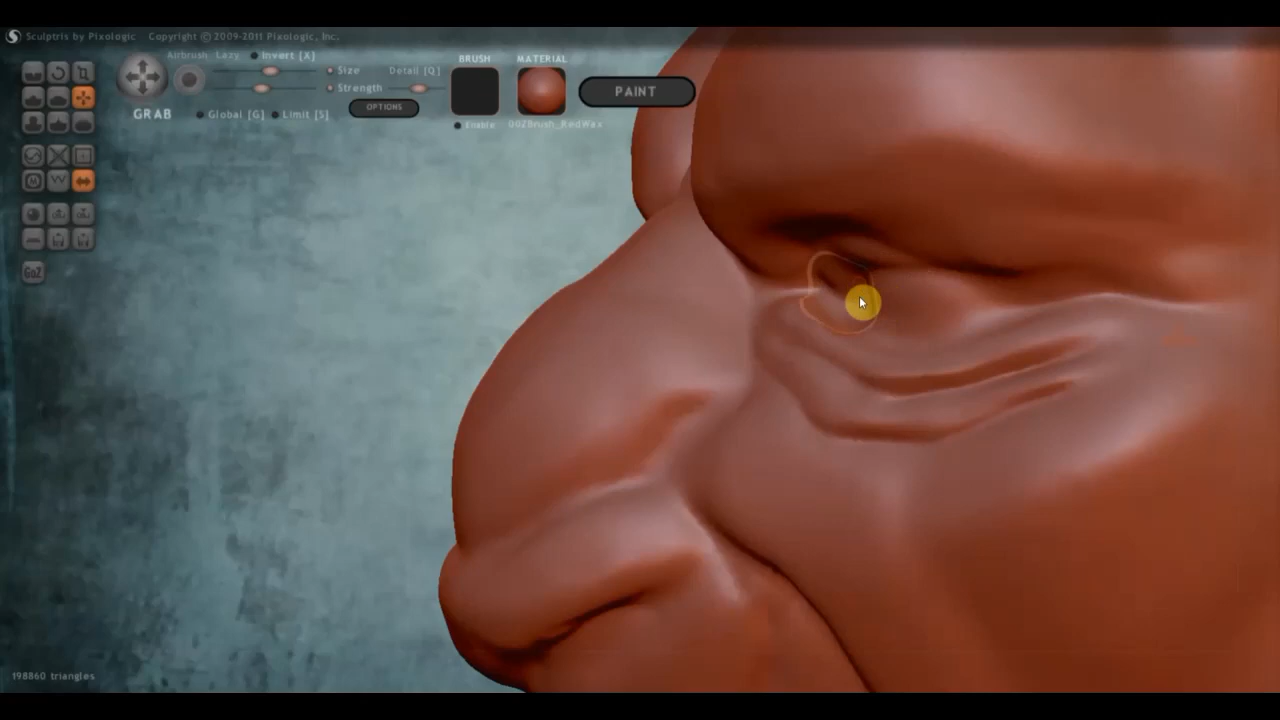 Sculptris by Pixologic Copyright © 2009-2011 Pixologic, Inc.
Airbrush Lazy Invert [X]
BRUSH
MATERIAL
Size
Detail [Q]
Strength
PAINT
OPTIONS
GRAB
Global [G] Limit [S]
Enable
00ZBrush_RedWax
GoZ
198860 triangles